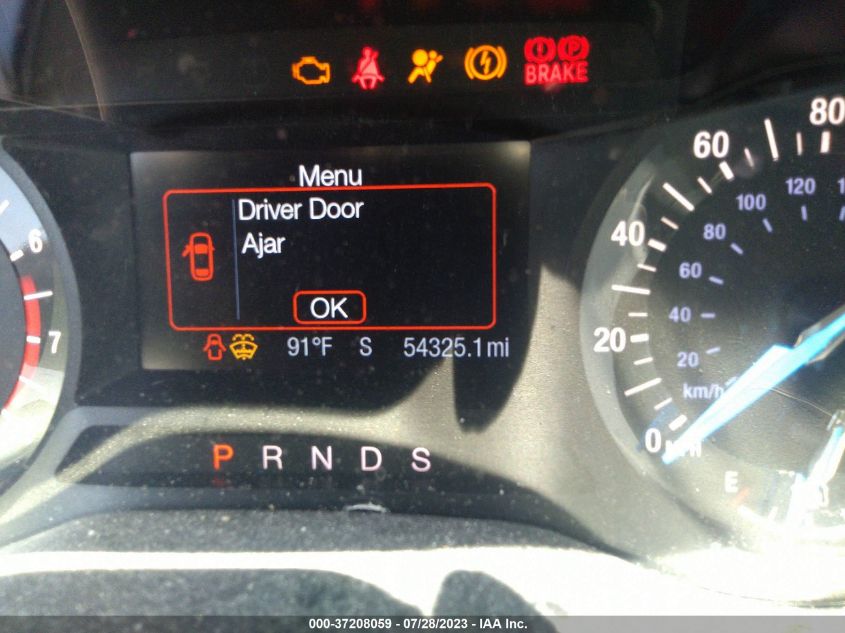 BRAKE
Menu
Driver Door
Ajar
OK
91°F S 54325.1 mi
P R N D S
6
7
0
20
40
60
80
MPH
20
40
60
80
100
120
km/h
E
000-37208059 - 07/28/2023 - IAA Inc.